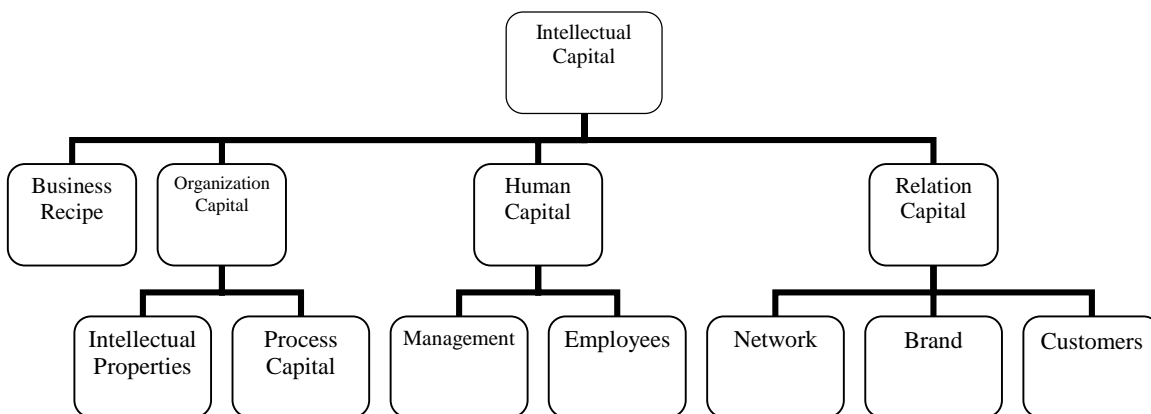 Intellectual
Capital
Business
Recipe
Organization
Capital
Human
Capital
Relation
Capital
Intellectual
Properties
Process
Capital
Management
Employees
Network
Brand
Customers